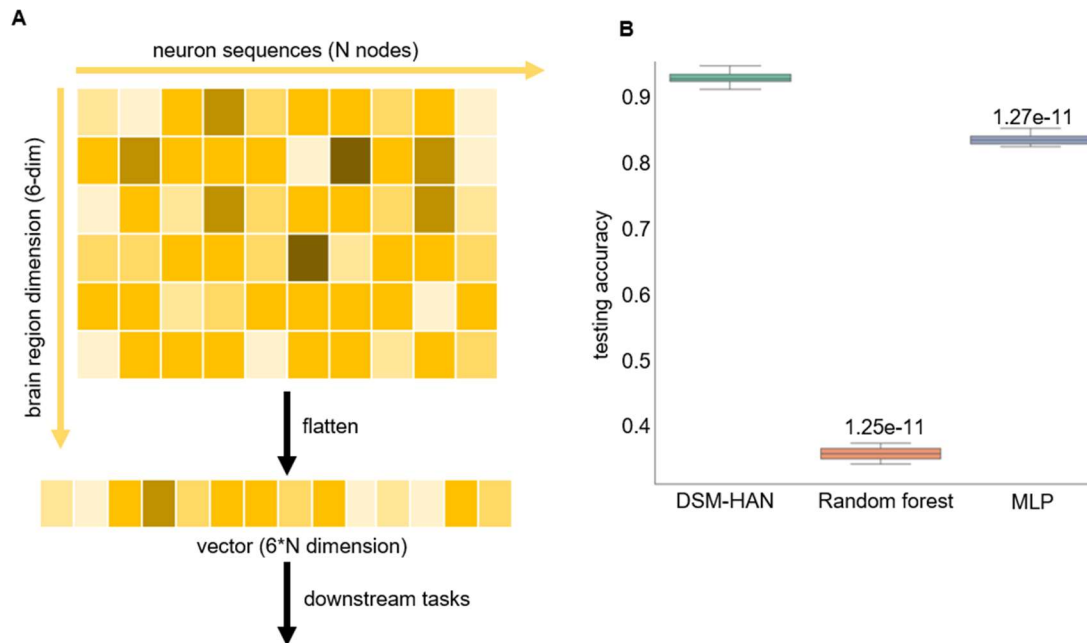 A
neuron sequences (N nodes)
brain region dimension (6-dim)
flatten
vector (6*N dimension)
downstream tasks
B
testing accuracy
0.9
0.8
0.7
0.6
0.5
0.4
1.27e-11
1.25e-11
DSM-HAN
Random forest
MLP